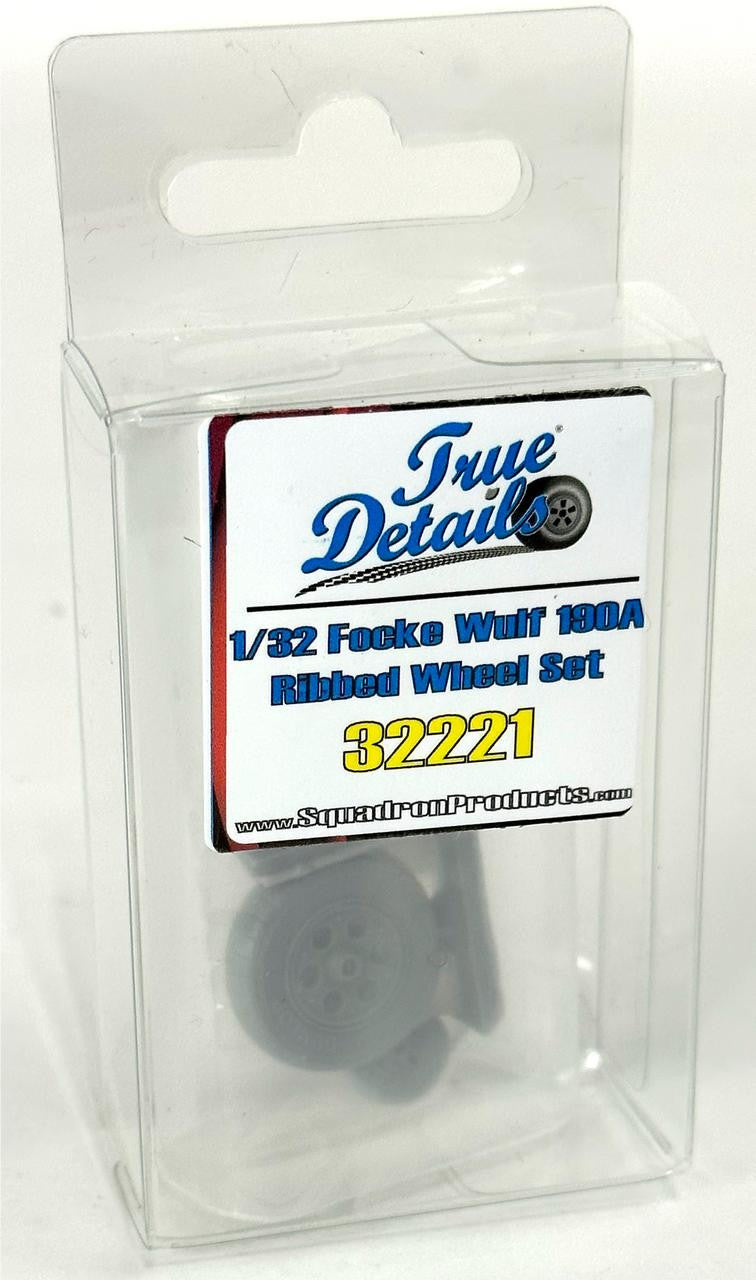 True®
Details
1/32 Focke Wulf 190A
Ribbed Wheel Set
32221
www.SquadronProducts.com